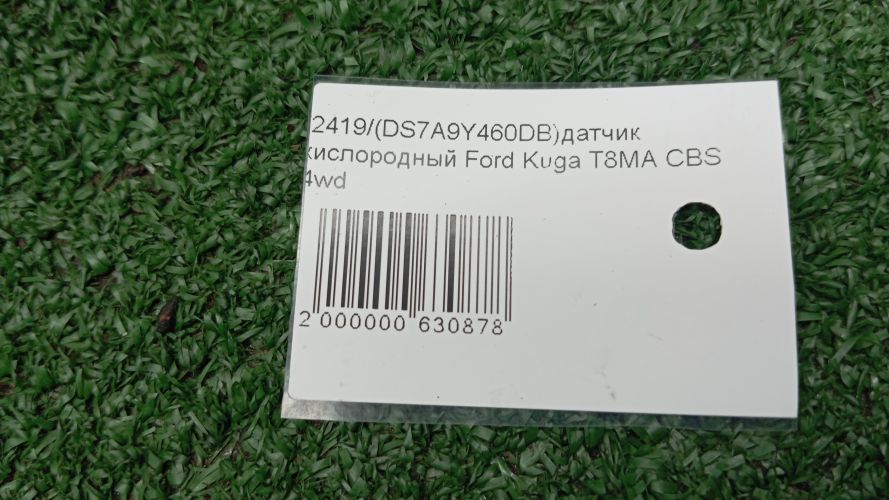 2419/(DS7A9Y460DB)датчик
кислородный Ford Kuga T8MA CBS
4wd
2 000000 630878